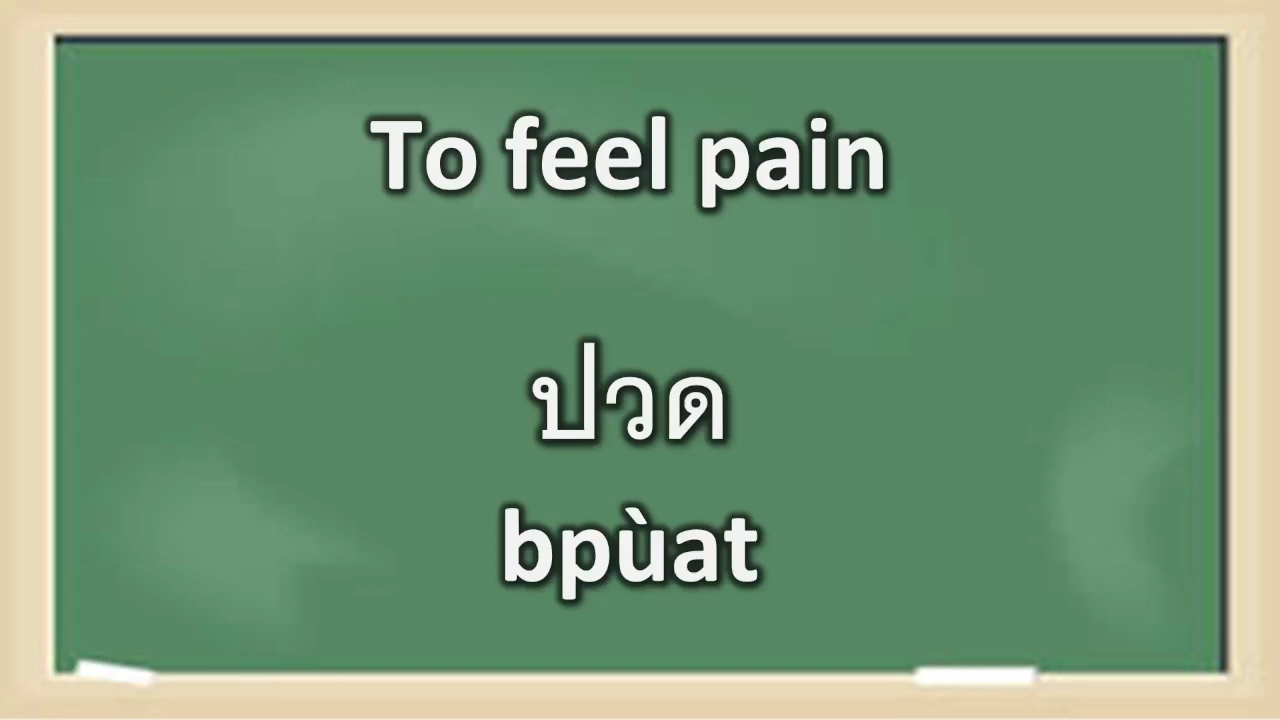 To feel pain
ปวด
bpùat